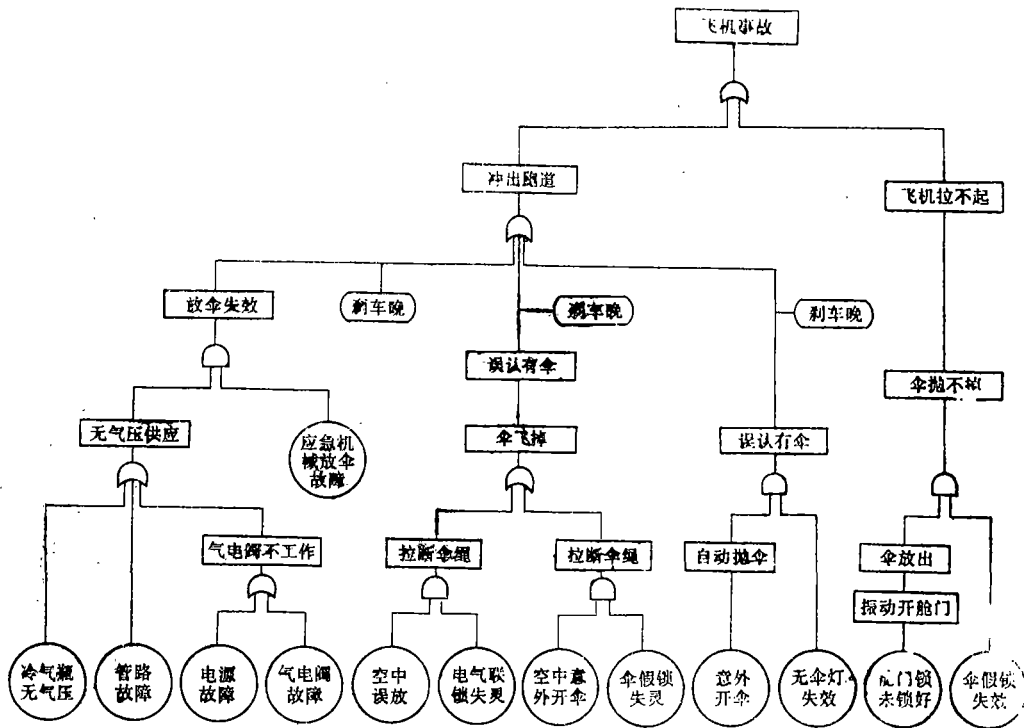 飞机事故
冲出跑道
飞机拉不起
放伞失效
刹车晚
刹车晚
刹车晚
误认有伞
伞抛不掉
无气压供应
应急机
械放伞
故障
伞飞掉
误认有伞
气电阀不工作
拉断伞绳
拉断伞绳
自动抛伞
伞放出
振动开舱门
冷气瓶
无气压
管路
故障
电源
故障
气电阀
故障
空中
误放
电气联
锁失灵
空中意
外开伞
伞假锁
失灵
意外
开伞
无伞灯
失效
门锁
未锁好
伞假锁
失效